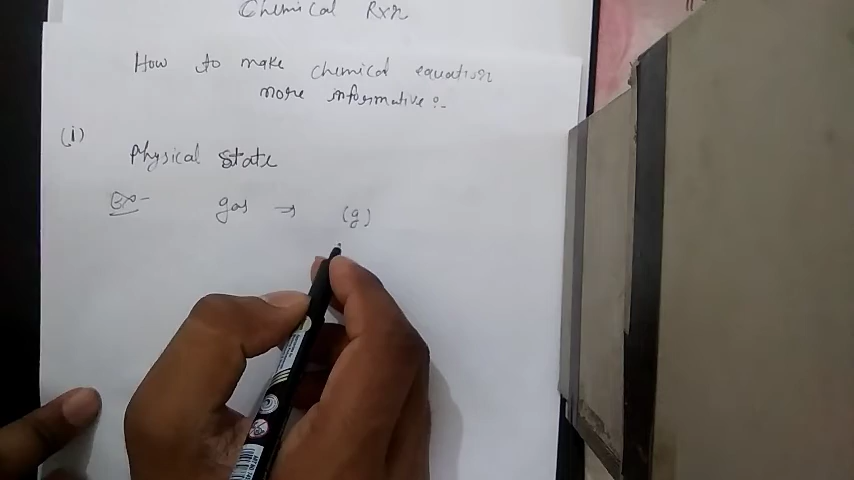 Chemical Rxn
How to make chemical equation
more informative :-
(i)
Physical State
Ex- gas ⇒ (g)